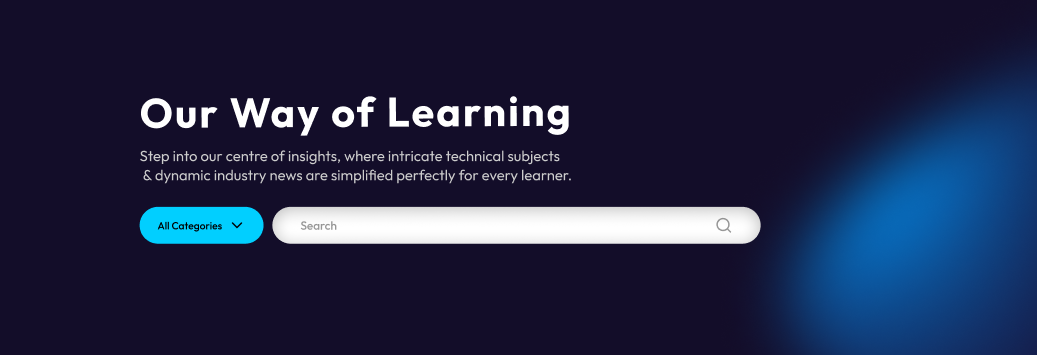 Our Way of Learning
Step into our centre of insights, where intricate technical subjects
& dynamic industry news are simplified perfectly for every learner.
All Categories
Search